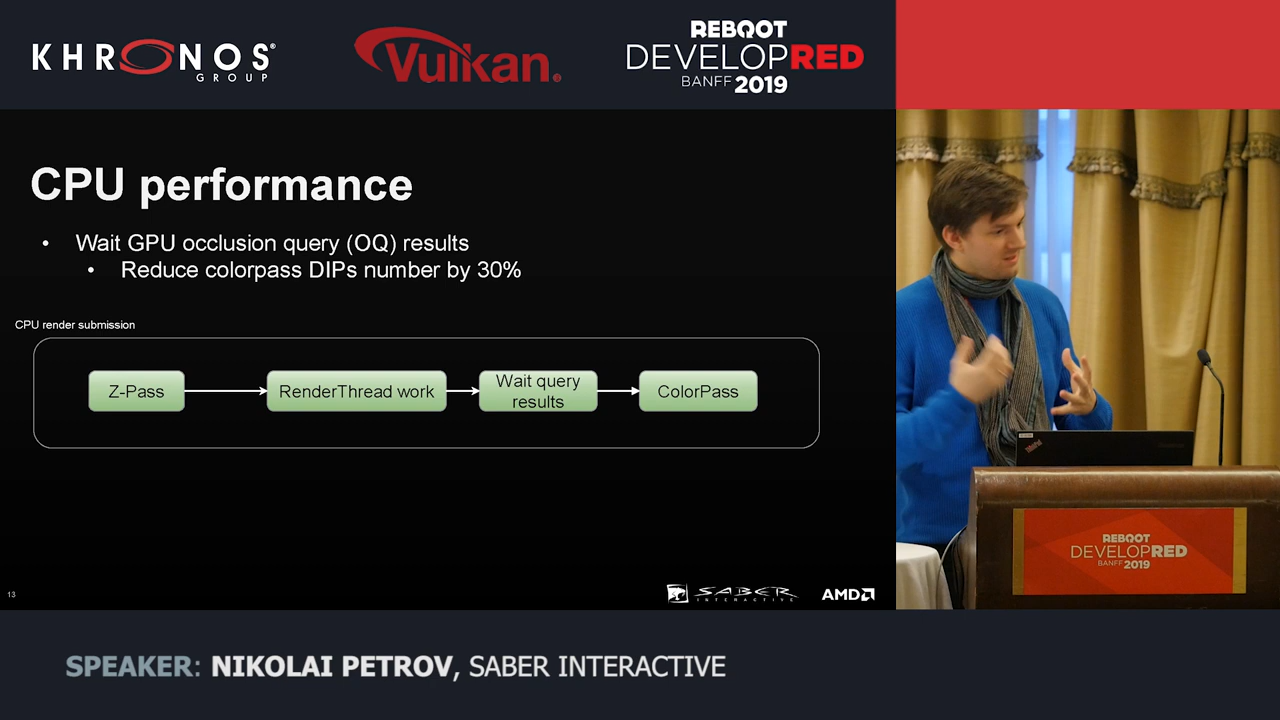 KHRONOS®
GROUP
Vulkan®
REBOOT
DEVELOPRED
BANFF 2019
CPU performance
• Wait GPU occlusion query (OQ) results
• Reduce colorpass DIPs number by 30%
CPU render submission
Z-Pass
RenderThread work
Wait query
results
ColorPass
13
SABER
INTERACTIVE
AMD
ThinkPad
REBOOT
DEVELOPRED
BANFF 2019
SPEAKER: NIKOLAI PETROV, SABER INTERACTIVE